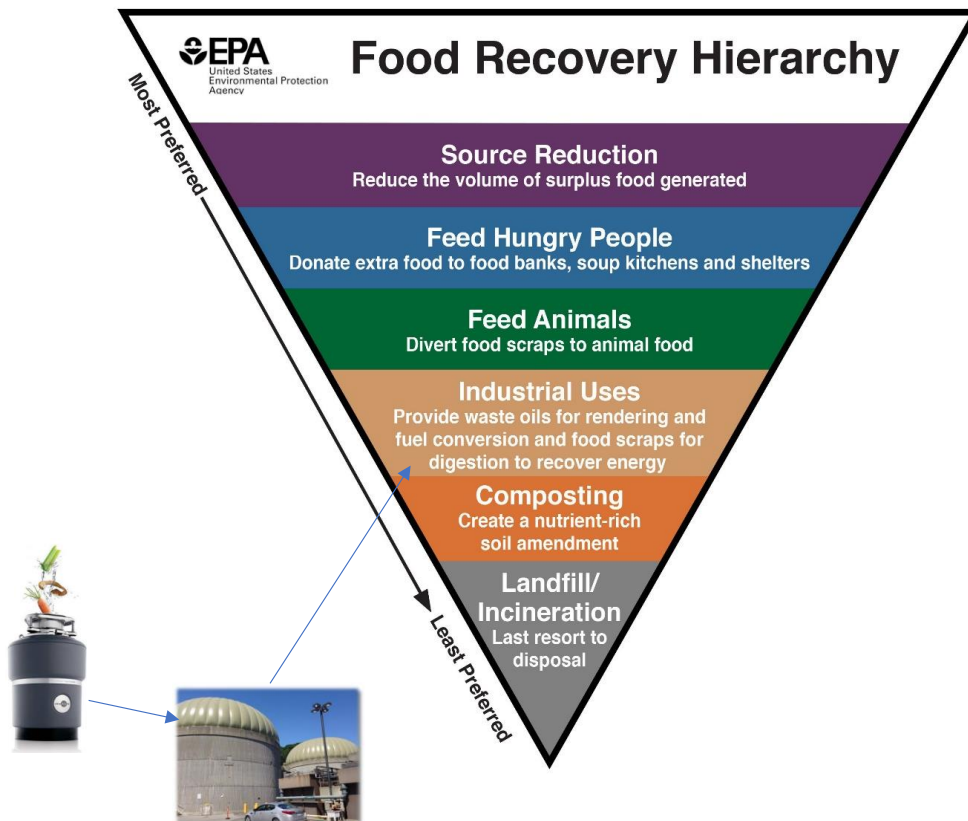 EPA
United States
Environmental Protection
Agency
Food Recovery Hierarchy
Most Preferred
Source Reduction
Reduce the volume of surplus food generated
Feed Hungry People
Donate extra food to food banks, soup kitchens and shelters
Feed Animals
Divert food scraps to animal food
Industrial Uses
Provide waste oils for rendering and
fuel conversion and food scraps for
digestion to recover energy
Composting
Create a nutrient-rich
soil amendment
Landfill/
Incineration
Last resort to
disposal
Least Preferred